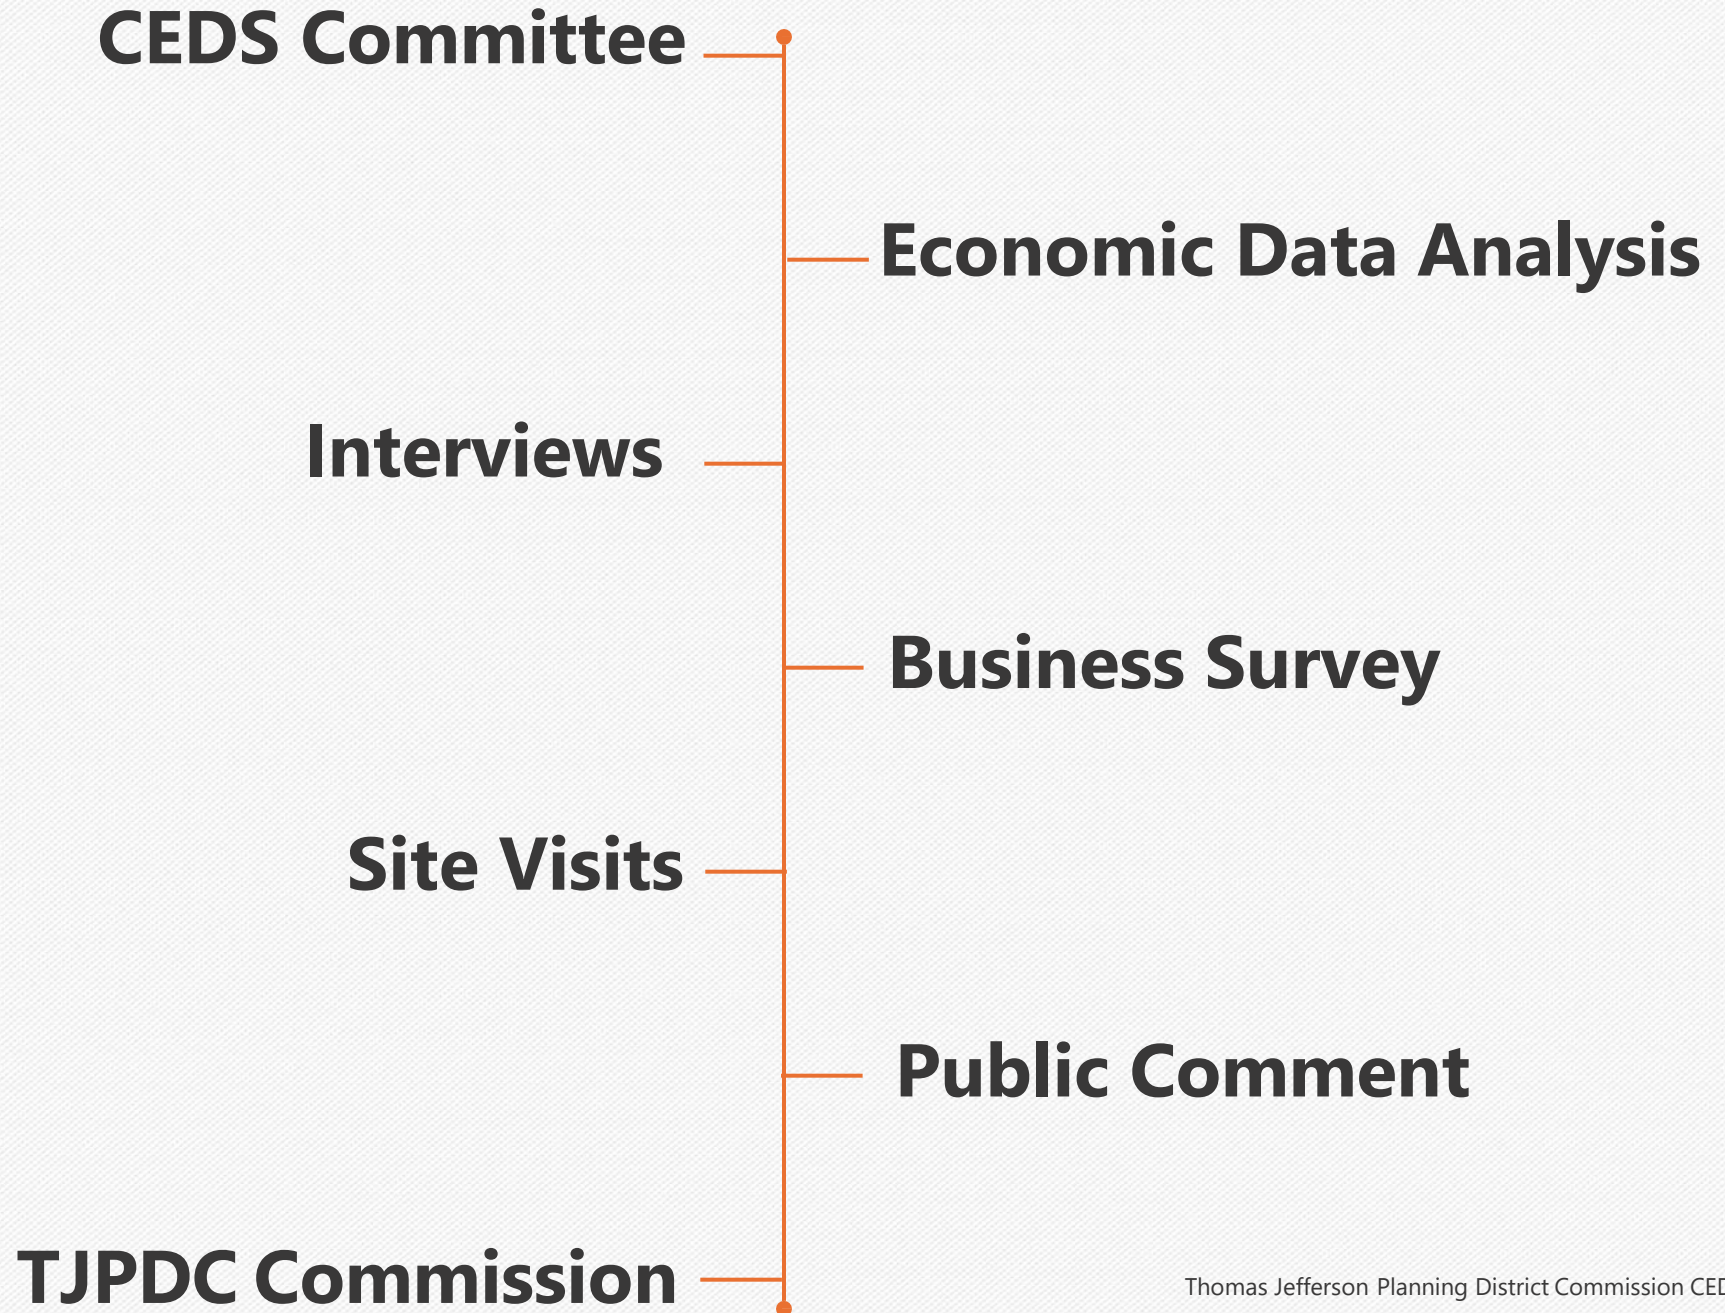 CEDS Committee
Economic Data Analysis
Interviews
Business Survey
Site Visits
Public Comment
TJPDC Commission
Thomas Jefferson Planning District Commission